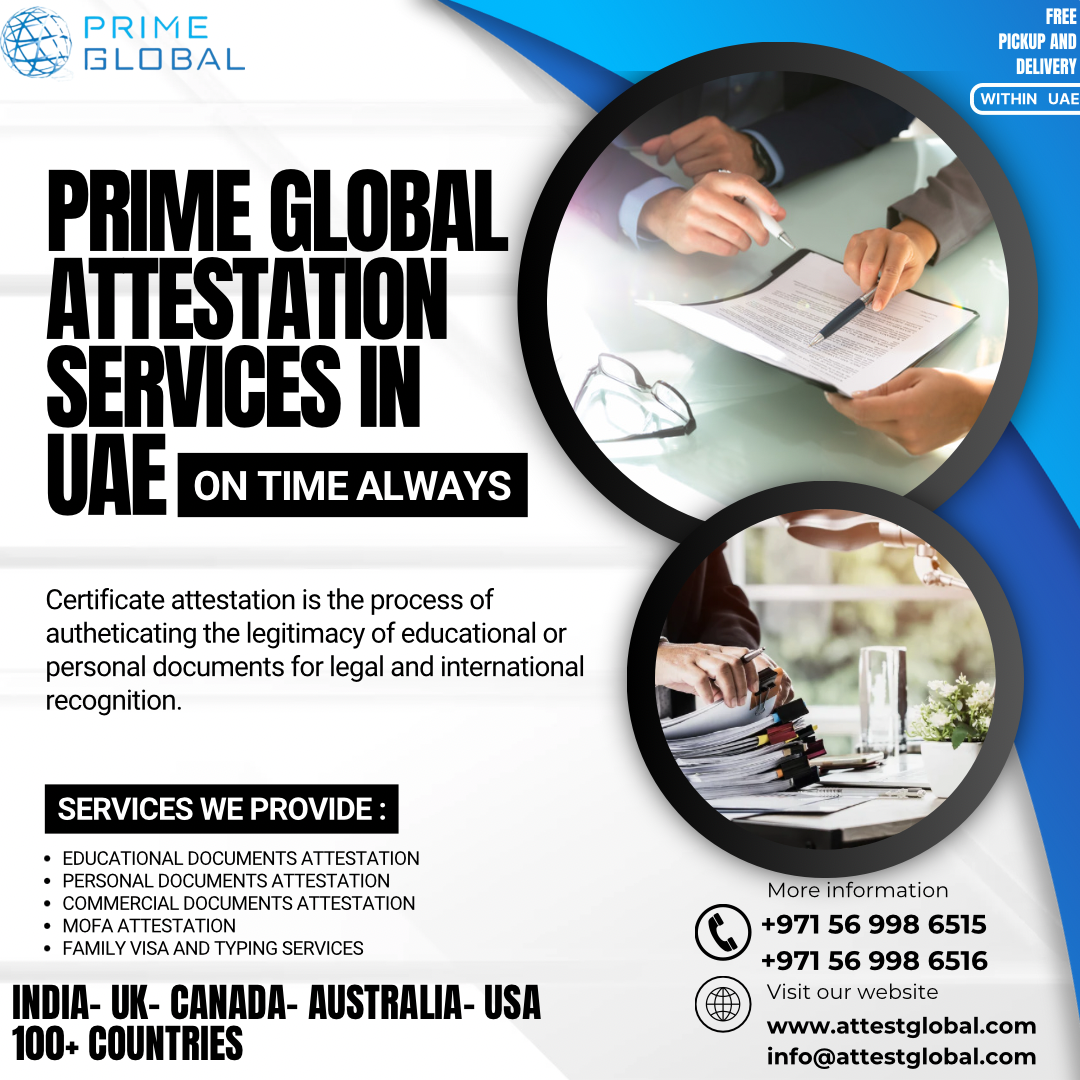 PRIME
GLOBAL
FREE
PICKUP AND
DELIVERY
WITHIN UAE
PRIME GLOBAL
ATTESTATION
SERVICES IN
UAE
ON TIME ALWAYS
Certificate attestation is the process of
autheticating the legitimacy of educational or
personal documents for legal and international
recognition.
SERVICES WE PROVIDE :
• EDUCATIONAL DOCUMENTS ATTESTATION
• PERSONAL DOCUMENTS ATTESTATION
• COMMERCIAL DOCUMENTS ATTESTATION
• MOFA ATTESTATION
• FAMILY VISA AND TYPING SERVICES
INDIA- UK- CANADA- AUSTRALIA- USA
100+ COUNTRIES
More information
+971 56 998 6515
+971 56 998 6516
Visit our website
www.attestglobal.com
info@attestglobal.com